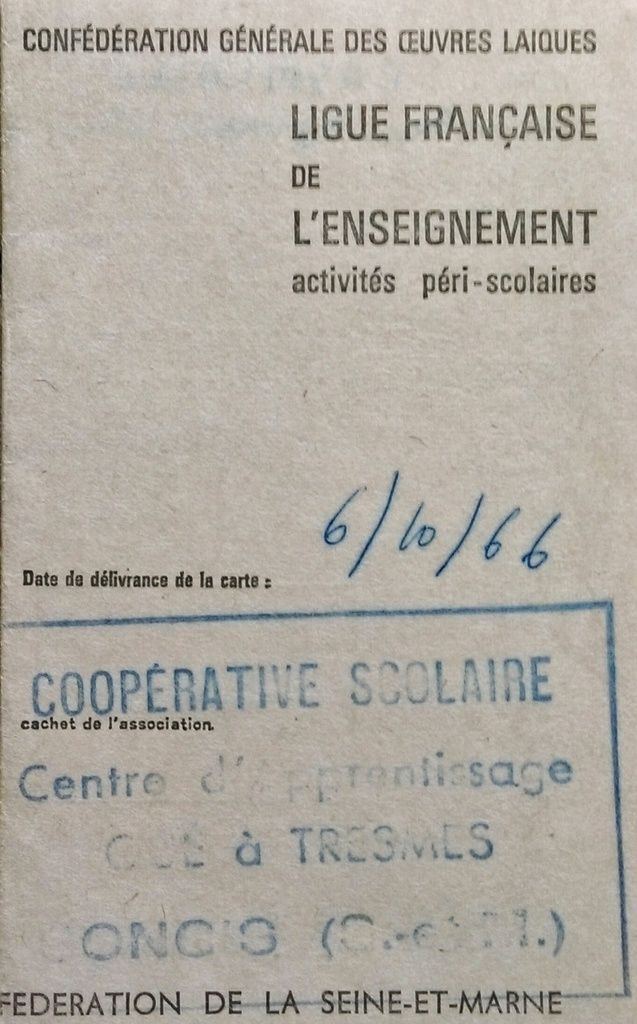 CONFÉDÉRATION GÉNÉRALE DES ŒUVRES LAIQUES
LIGUE FRANÇAISE
DE
L'ENSEIGNEMENT
activités péri-scolaires
6/10/66
Date de délivrance de la carte :
COOPÉRATIVE SCOLAIRE
cachet de l'association.
Centre d'Apprentissage
à TRESMES
FEDERATION DE LA SEINE-ET-MARNE